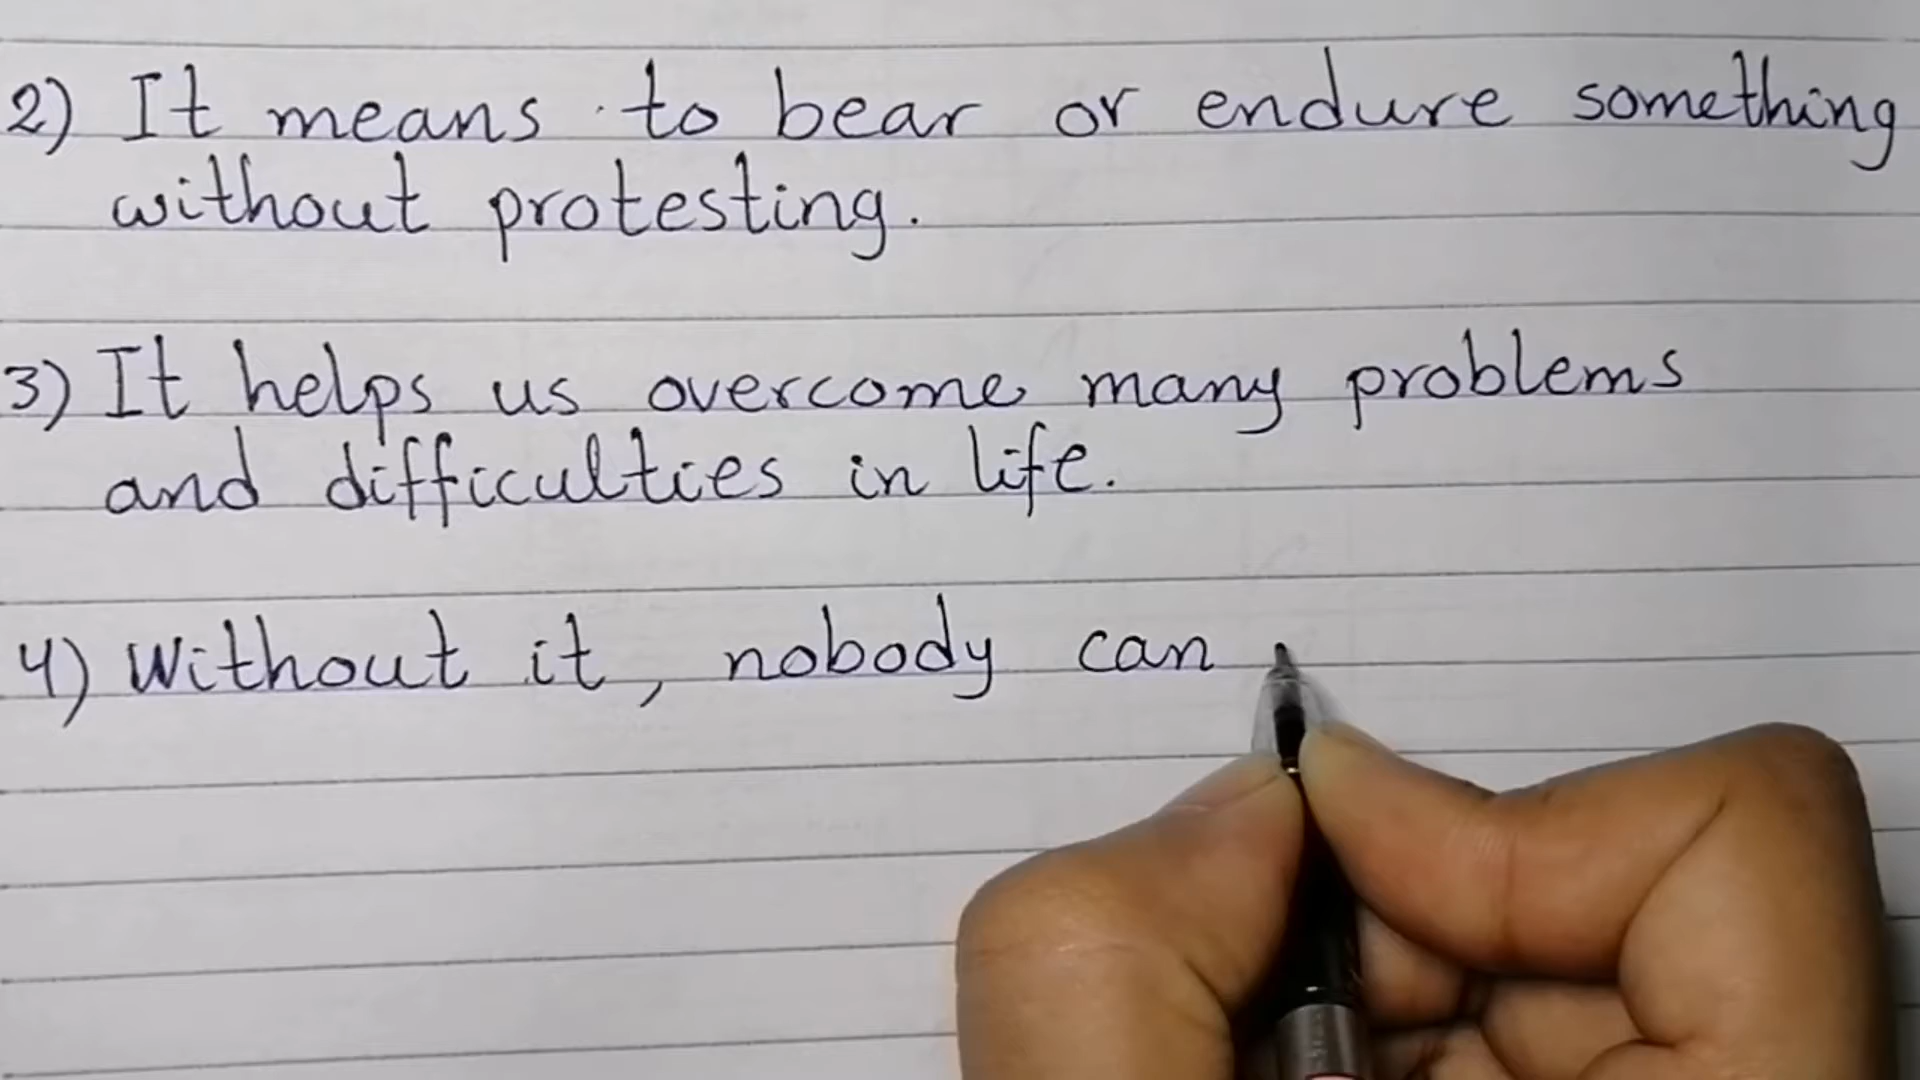 2) It means to bear or endure something
without protesting.
3) It helps us overcome many problems
and difficulties in life.
4) Without it, nobody can